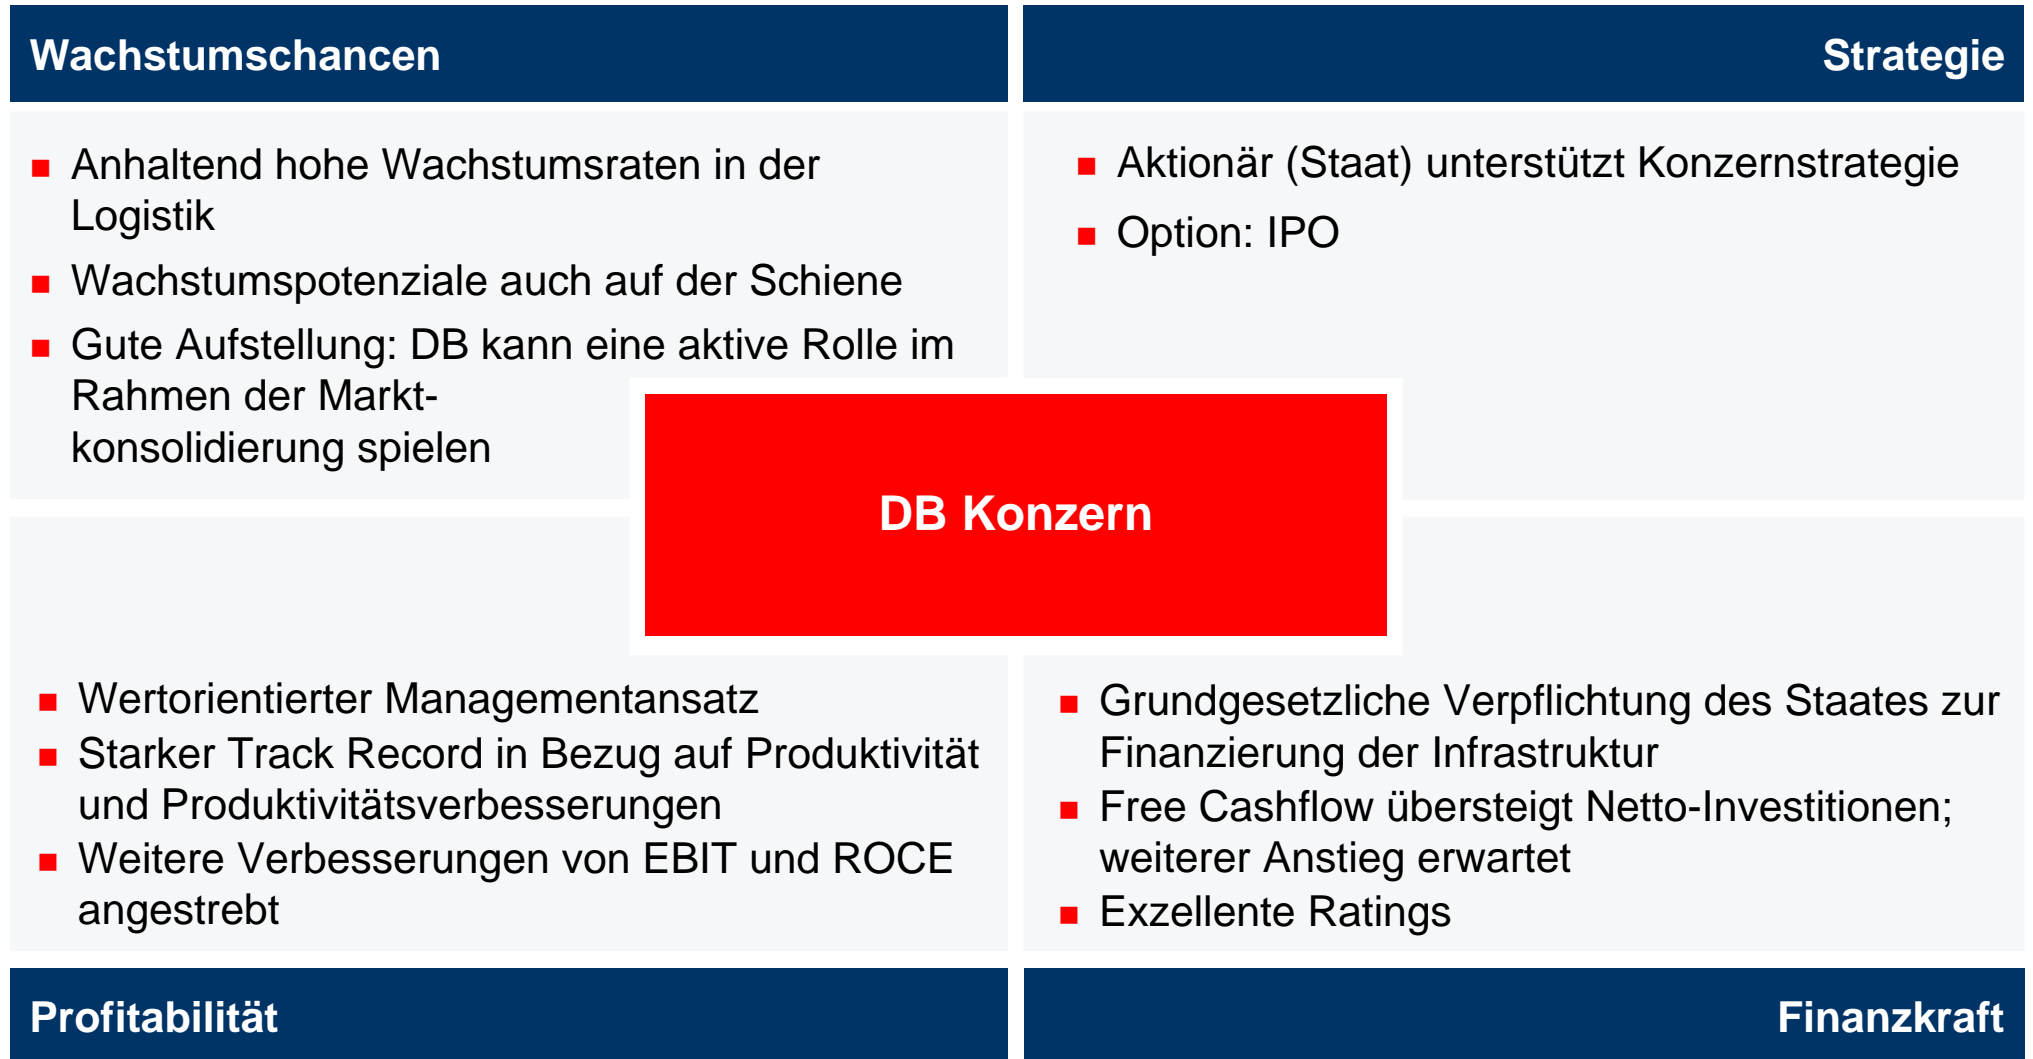 Wachstumschancen
Anhaltend hohe Wachstumsraten in der
Logistik
Wachstumspotenziale auch auf der Schiene
Gute Aufstellung: DB kann eine aktive Rolle im
Rahmen der Markt-
konsolidierung spielen
Strategie
Aktionär (Staat) unterstützt Konzernstrategie
Option: IPO
DB Konzern
Wertorientierter Managementansatz
Starker Track Record in Bezug auf Produktivität
und Produktivitätsverbesserungen
Weitere Verbesserungen von EBIT und ROCE
angestrebt
Profitabilität
Grundgesetzliche Verpflichtung des Staates zur
Finanzierung der Infrastruktur
Free Cashflow übersteigt Netto-Investitionen;
weiterer Anstieg erwartet
Exzellente Ratings
Finanzkraft